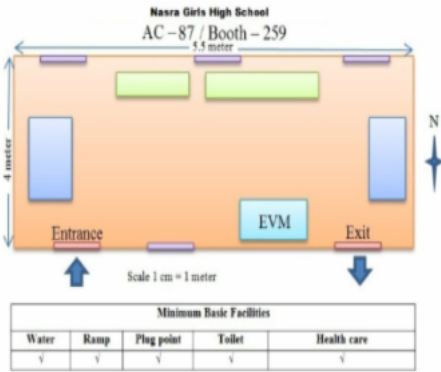 Nasra Girls High School
AC – 87 / Booth – 259
5.5 meter
4 meter
N
EVM
Entrance
Exit
Scale 1 cm = 1 meter
Minimum Basic Facilities
Water Ramp Plug point Toilet Health care
√ √ √ √ √